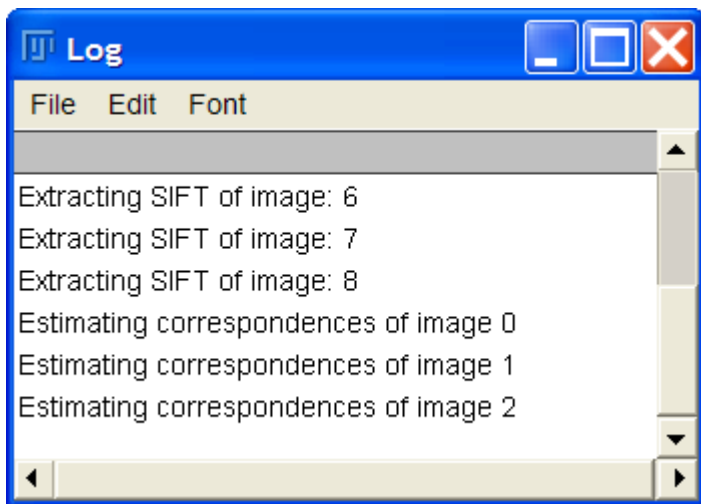 Log
File Edit Font
Extracting SIFT of image: 6
Extracting SIFT of image: 7
Extracting SIFT of image: 8
Estimating correspondences of image 0
Estimating correspondences of image 1
Estimating correspondences of image 2